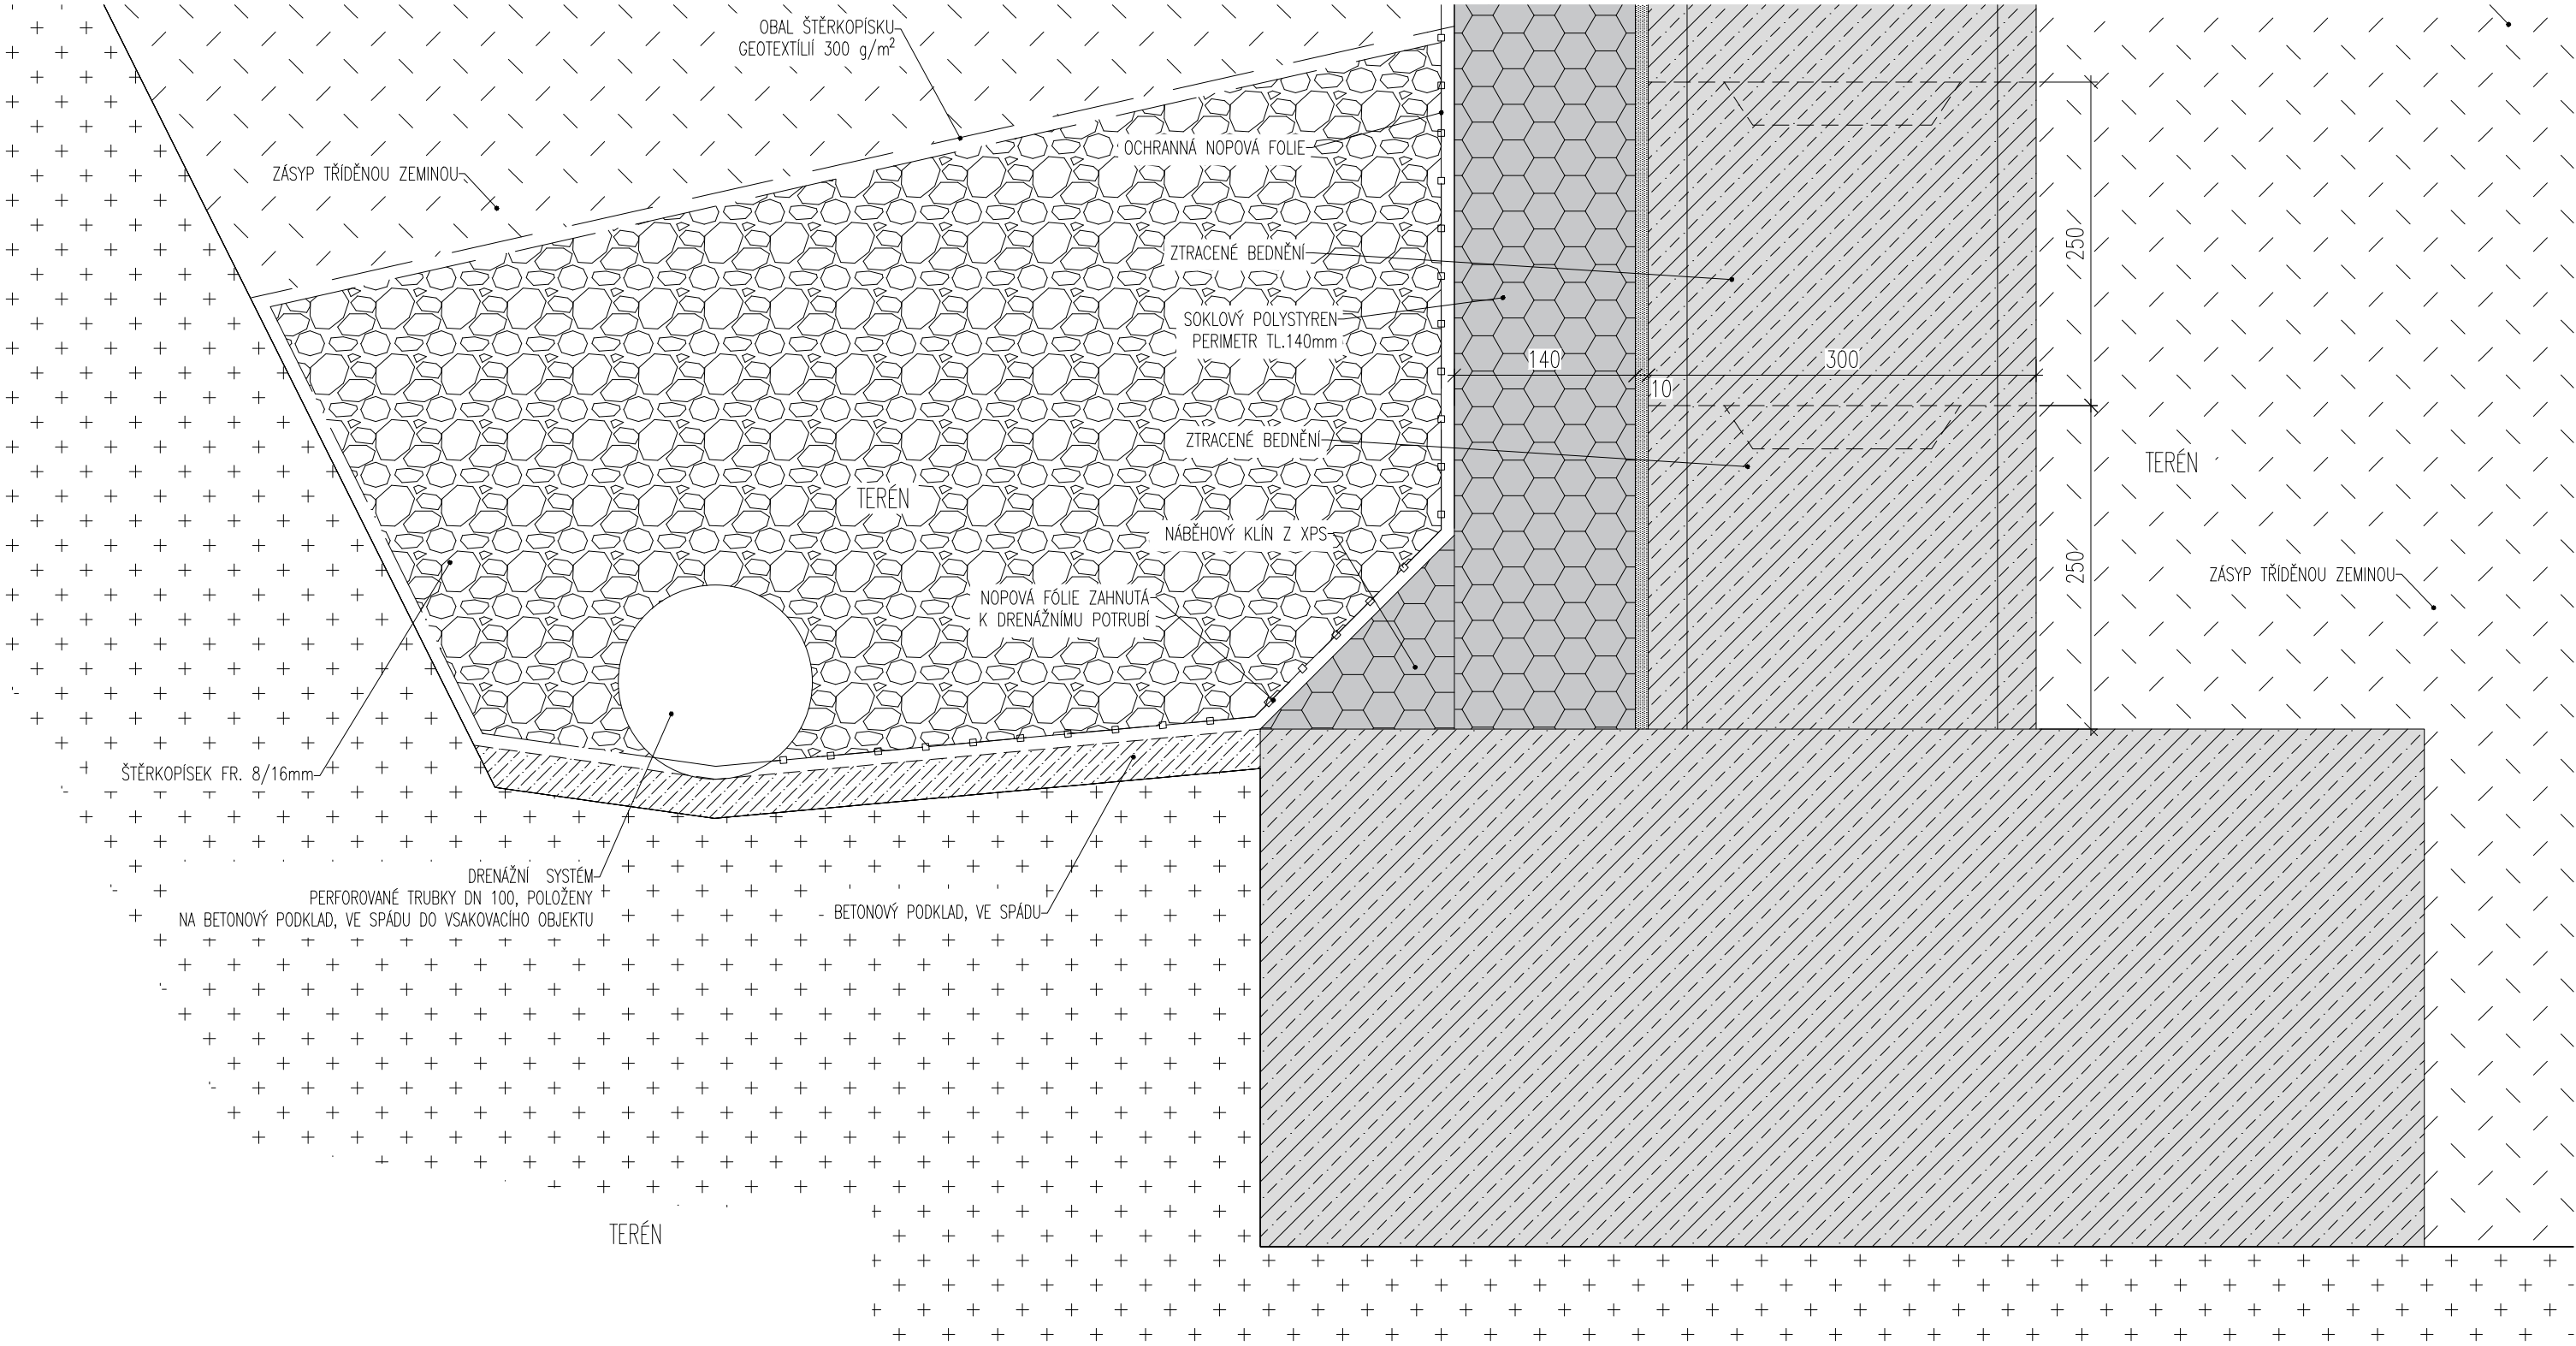 OBAL ŠTĚRKOPÍSKU
GEOTEXTÍLIÍ 300 g/m²
OCHRANNÁ NOPOVÁ FOLIE
ZÁSYP TŘÍDĚNOU ZEMINOU
ZTRACENÉ BEDNĚNÍ
250
SOKLOVÝ POLYSTYREN
PERIMETR TL.140mm
140
10
300
ZTRACENÉ BEDNĚNÍ
TERÉN
TERÉN
NÁBĚHOVÝ KLÍN Z XPS
250
ZÁSYP TŘÍDĚNOU ZEMINOU
NOPOVÁ FÓLIE ZAHNUTÁ
K DRENÁŽNÍMU POTRUBÍ
ŠTĚRKOPÍSEK FR. 8/16mm
DRENÁŽNÍ SYSTÉM
PERFOROVANÉ TRUBKY DN 100, POLOŽENY
NA BETONOVÝ PODKLAD, VE SPÁDU DO VSAKOVACÍHO OBJEKTU
BETONOVÝ PODKLAD, VE SPÁDU
TERÉN